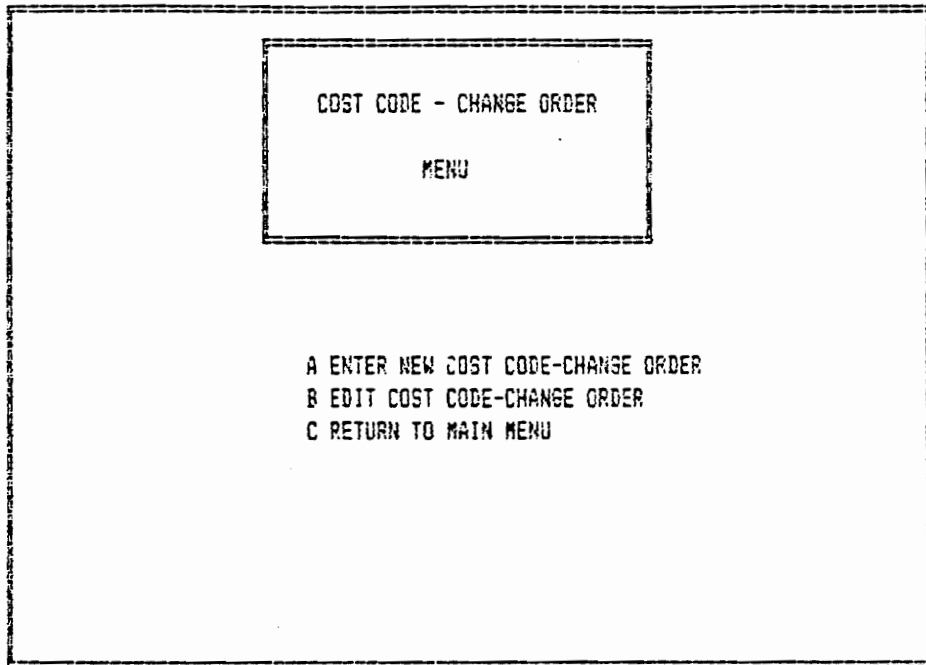 COST CODE - CHANGE ORDER
MENU
A ENTER NEW COST CODE-CHANGE ORDER
B EDIT COST CODE-CHANGE ORDER
C RETURN TO MAIN MENU